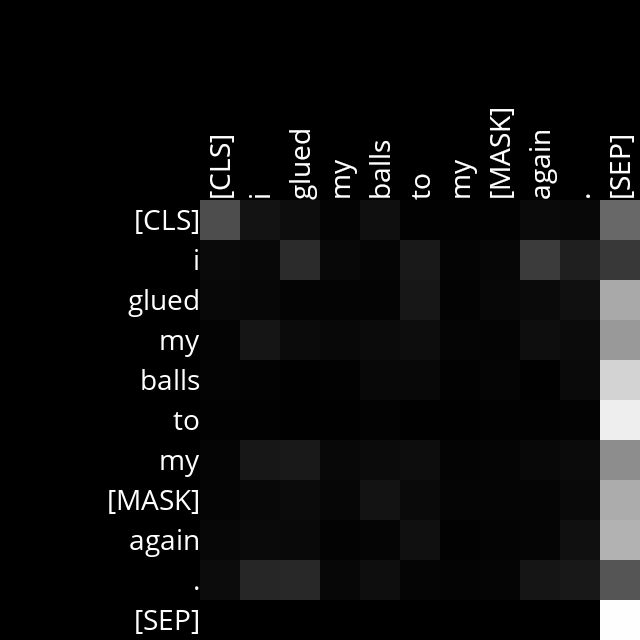 [CLS] i glued my balls to my [MASK] again . [SEP]
[CLS]
i
glued
my
balls
to
my
[MASK]
again
.
[SEP]